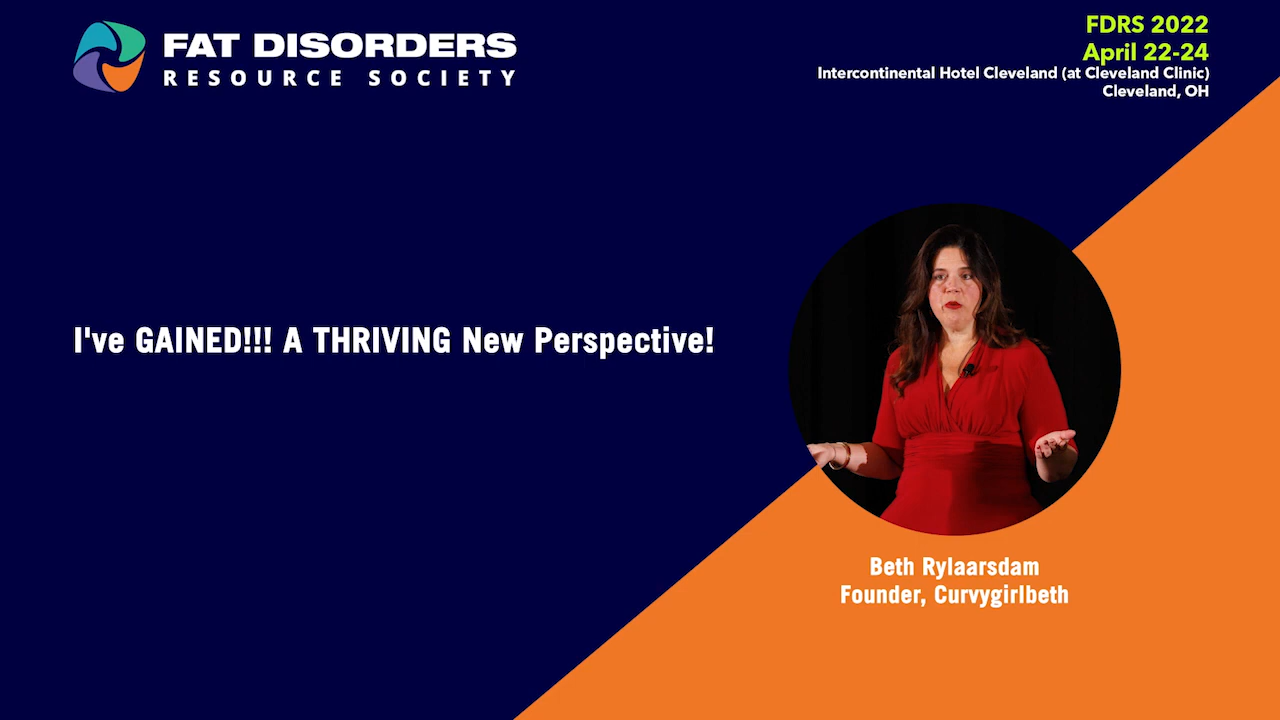 FAT DISORDERS
RESOURCE SOCIETY
FDRS 2022
April 22-24
Intercontinental Hotel Cleveland (at Cleveland Clinic)
Cleveland, OH
I've GAINED!!! A THRIVING New Perspective!
Beth Rylaarsdam
Founder, Curvygirlbeth